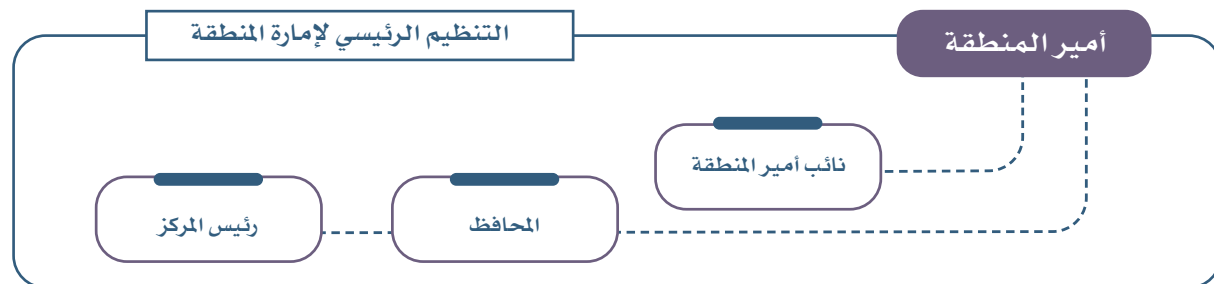 أمير المنطقة
التنظيم الرئيسي لإمارة المنطقة
نائب أمير المنطقة
المحافظ
رئيس المركز